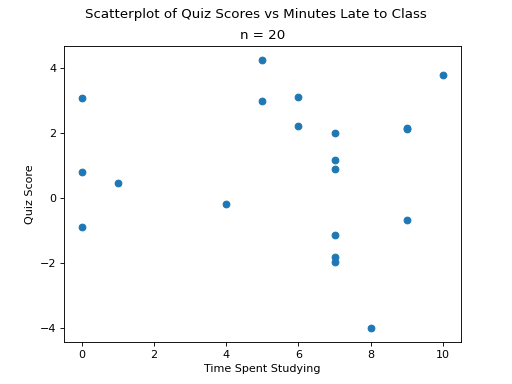 Scatterplot of Quiz Scores vs Minutes Late to Class
n = 20
4
2
0
−2
−4
Quiz Score
0 2 4 6 8 10
Time Spent Studying